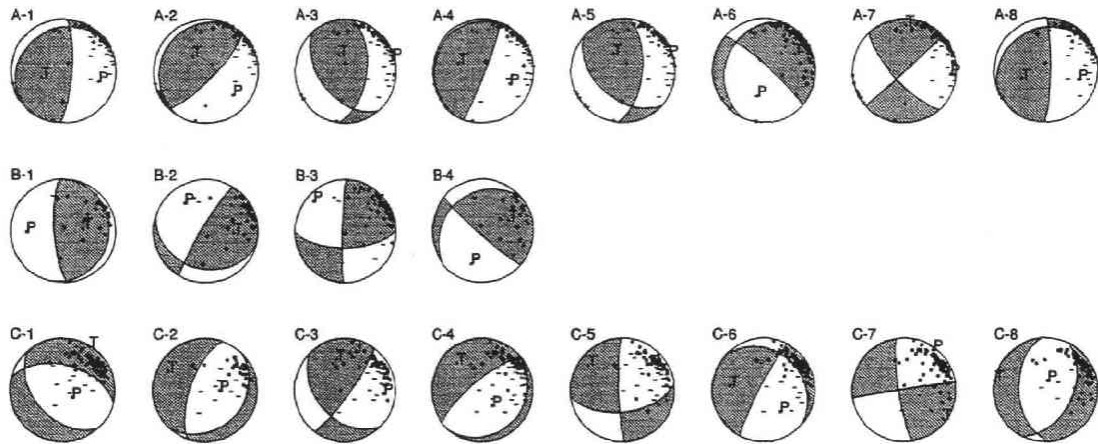 A-1 A-2 A-3 A-4 A-5 A-6 A-7 A-8
T P T P T P T P T P T P T P T P
B-1 B-2 B-3 B-4
P T P T P T P
C-1 C-2 C-3 C-4 C-5 C-6 C-7 C-8
T P T P T P T P T T P P P